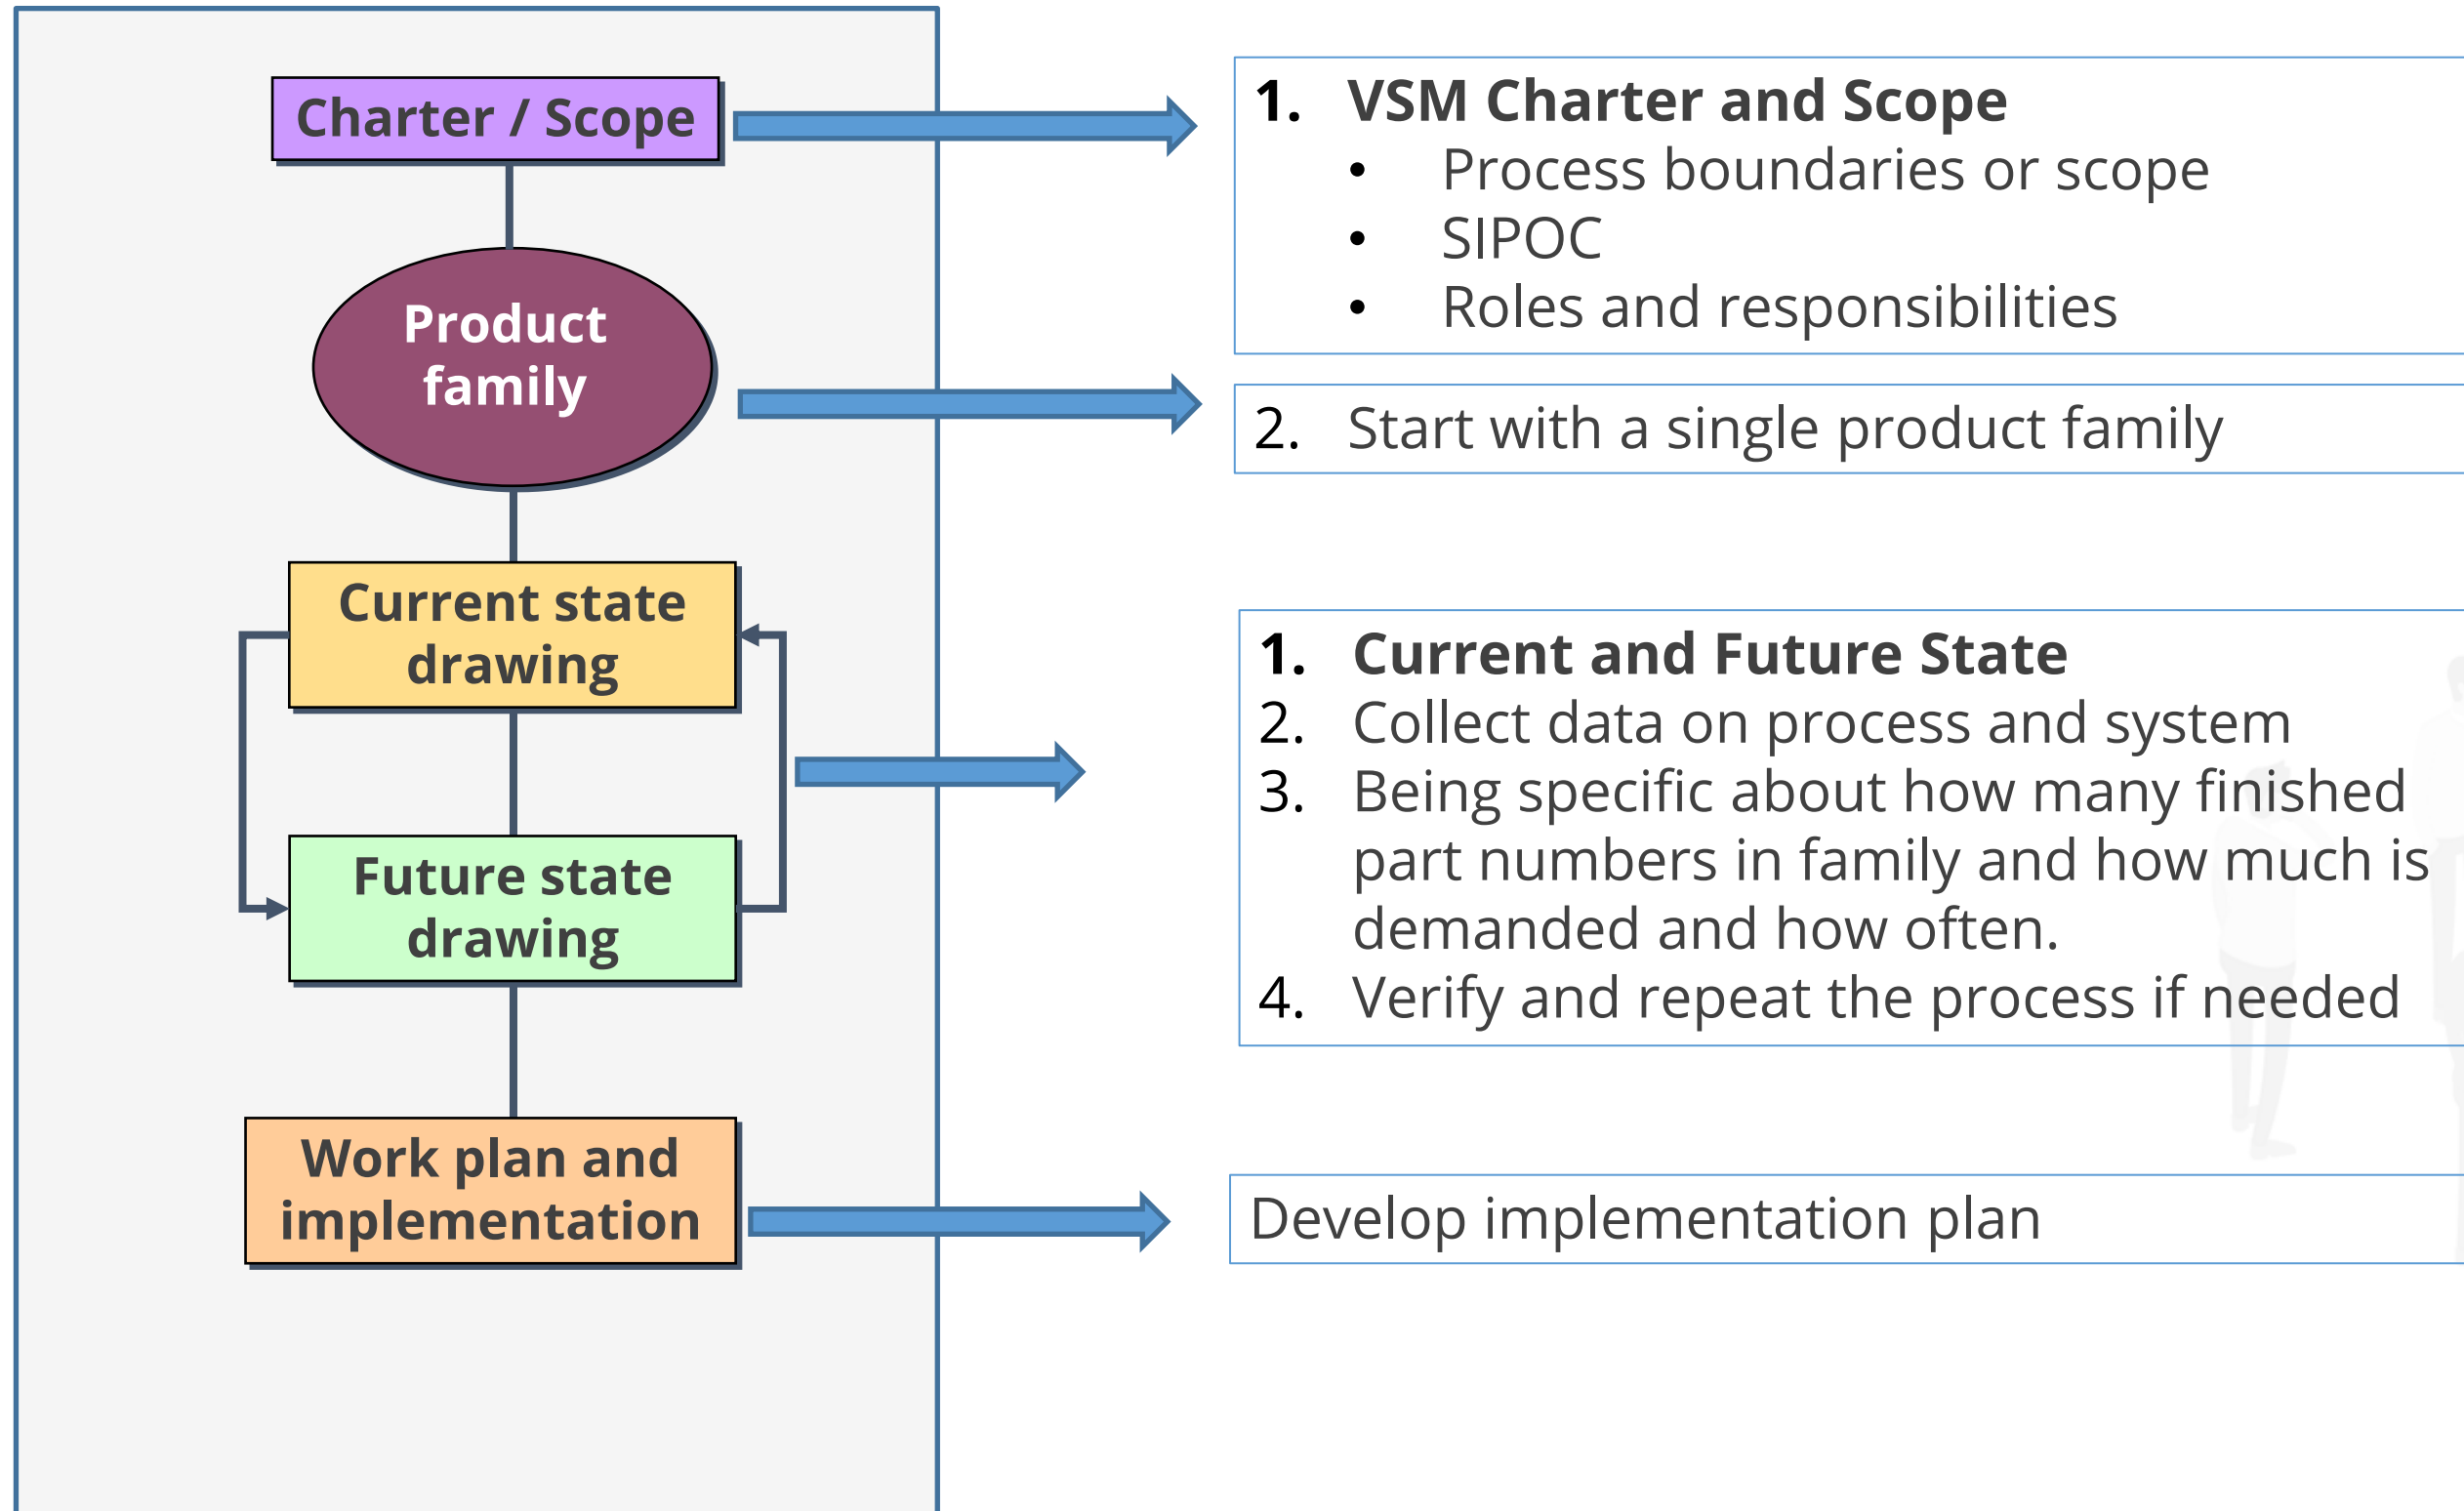 Charter / Scope
Product
family
Current state
drawing
Future state
drawing
Work plan and
implementation
1. VSM Charter and Scope
• Process boundaries or scope
• SIPOC
• Roles and responsibilities
2. Start with a single product family
1. Current and Future State
2. Collect data on process and system
3. Being specific about how many finished
part numbers in family and how much is
demanded and how often.
4. Verify and repeat the process if needed
Develop implementation plan